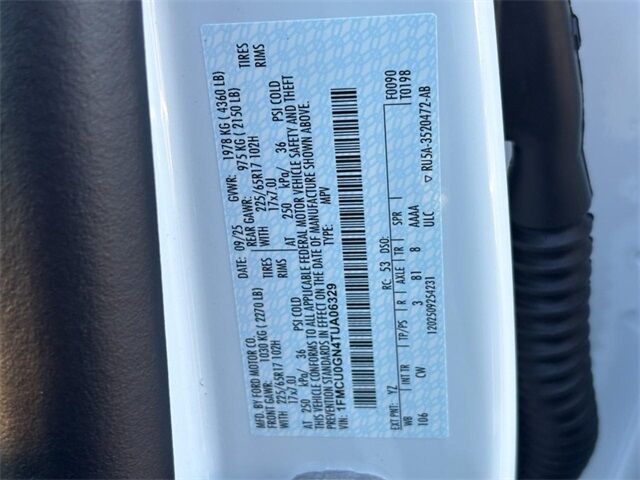 MFD. BY FORD MOTOR CO. 09/25 GVWR: 1978 KG ( 4360 LB)
FRONT GAWR: 1030 KG ( 2270 LB) REAR GAWR: 975 KG ( 2150 LB)
WITH 225/65R17 102H TIRES WITH 225/65R17 102H TIRES
17x7.0J RIMS 17x7.0J RIMS
AT 250 kPa/ 36 PSI COLD AT 250 kPa/ 36 PSI COLD
THIS VEHICLE CONFORMS TO ALL APPLICABLE FEDERAL MOTOR VEHICLE SAFETY AND THEFT
PREVENTION STANDARDS IN EFFECT ON THE DATE OF MANUFACTURE SHOWN ABOVE.
VIN: 1FMCU0GN4TUA06329 TYPE: MPV
F0090
T0198
EXT PNT: YZ RC: 53 DSO:
WB INT TR TP/PS R AXLE TR SPR
106 CW 3 81 8 AAAA
ULC
1202509254231 ▽ RU5A-3520472-AB